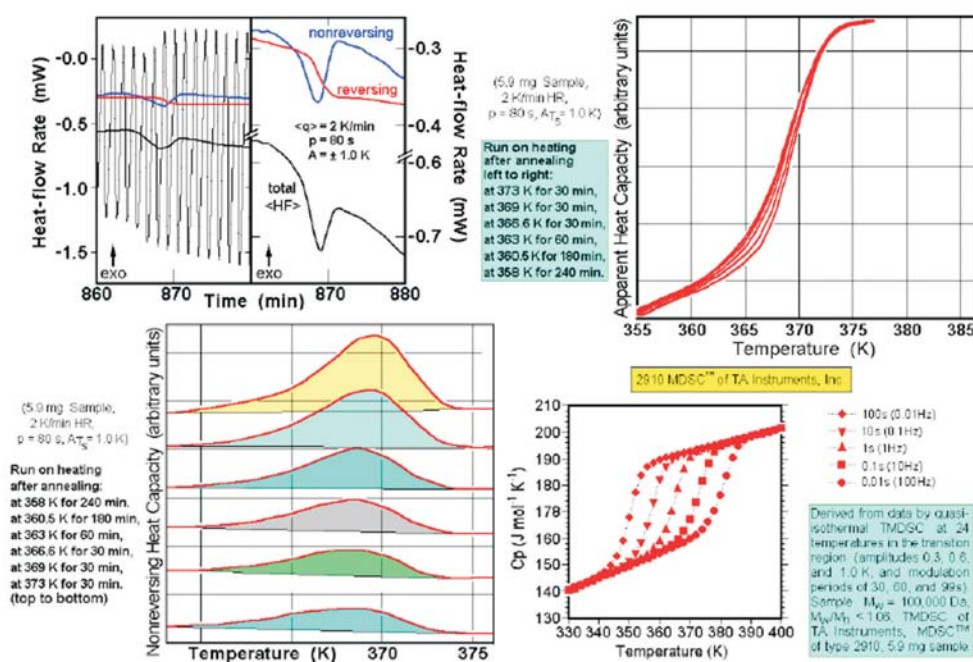 -0.0
-0.5
-1.0
-1.5
Heat-flow Rate (mW)
exo
860
870
Time (min)
nonreversing
reversing
<q> = 2 K/min
p = 80 s
A = ± 1.0 K
total
<HF>
exo
870
880
-0.3
-0.4
-0.6
-0.7
Heat-flow Rate (mW)
(5.9 mg Sample,
2 K/min HR,
p = 80 s, ATs = 1.0 K)
Run on heating
after annealing
left to right:
at 373 K for 30 min,
at 369 K for 30 min,
at 366.6 K for 30 min,
at 363 K for 60 min,
at 360.5 K for 180min,
at 358 K for 240 min.
Apparent Heat Capacity (arbitrary units)
355 360 365 370 375 380 385
Temperature (K)
(5.9 mg Sample,
2 K/min HR,
p = 80 s, ATs = 1.0 K)
Run on heating
after annealing:
at 358 K for 240 min.
at 360.5 K for 180 min,
at 363 K for 60 min,
at 366.6 K for 30 min,
at 369 K for 30 min,
at 373 K for 30 min.
(top to bottom)
Nonreversing Heat Capacity (arbitrary units)
Temperature (K) 370 375
2910 MDSC™ of TA Instruments, Inc
210
200
190
178
168
160
150
140
130
Cp (J mol-1 K-1)
330 340 350 360 370 380 390 400
Temperature (K)
100s (0.01Hz)
10s (0.1Hz)
1s (1Hz)
0.1s (10Hz)
0.01s (100Hz)
Derived from data by quasi-
isothermal TMDSC at 24
temperatures in the transition
region (amplitudes 0.3, 0.6,
and 1.0 K, and modulation
periods of 30, 60, and 99s).
Sample Mw = 100,000 Da,
Mw/Mn < 1.06, TMDSC of
TA Instruments, MDSC™
of type 2910, 5.9 mg sample.